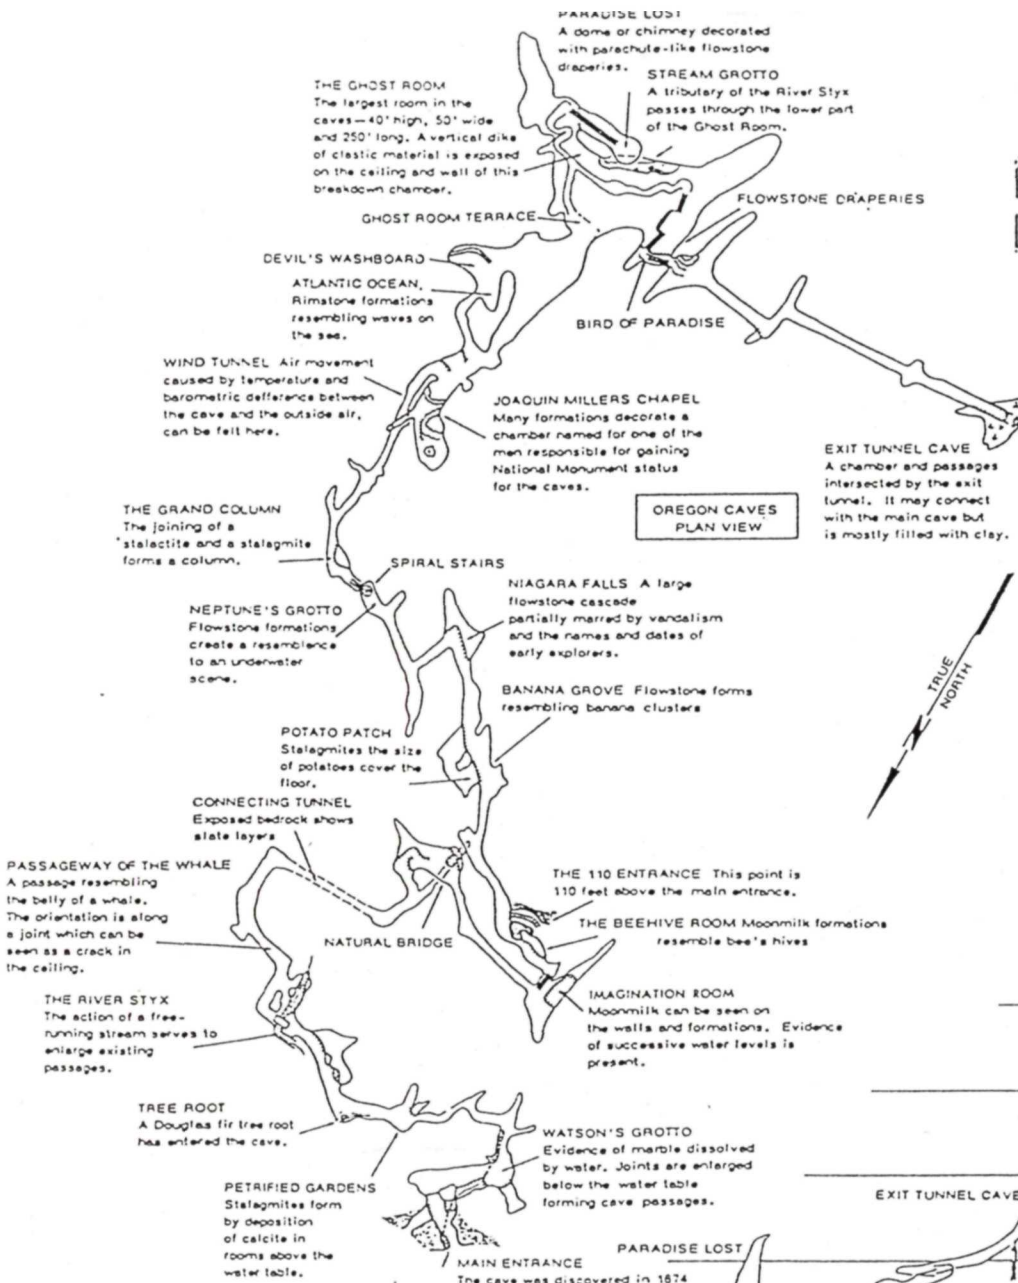 PARADISE LOST
A dome or chimney decorated
with parachute-like flowstone
draperies.
STREAM GROTTO
A tributary of the River Styx
passes through the lower part
of the Ghost Room.
THE GHOST ROOM
The largest room in the
caves—40' high, 50' wide
and 250' long. A vertical dike
of clastic material is exposed
on the ceiling and wall of this
breakdown chamber.
FLOWSTONE DRAPERIES
GHOST ROOM TERRACE
DEVIL'S WASHBOARD
ATLANTIC OCEAN.
Rimstone formations
resembling waves on
the sea.
BIRD OF PARADISE
WIND TUNNEL Air movement
caused by temperature and
barometric defference between
the cave and the outside air,
can be felt here.
JOAQUIN MILLERS CHAPEL
Many formations decorate a
chamber named for one of the
men responsible for gaining
National Monument status
for the caves.
EXIT TUNNEL CAVE
A chamber and passages
intersected by the exit
tunnel. It may connect
with the main cave but
is mostly filled with clay.
OREGON CAVES
PLAN VIEW
THE GRAND COLUMN
The joining of a
stalactite and a stalagmite
forms a column.
SPIRAL STAIRS
NIAGARA FALLS A large
flowstone cascade
partially marred by vandalism
and the names and dates of
early explorers.
NEPTUNE'S GROTTO
Flowstone formations
create a resemblence
to an underwater
scene.
TRUE
NORTH
N
BANANA GROVE Flowstone forms
resembling banana clusters
POTATO PATCH
Stalagmites the size
of potatoes cover the
floor.
CONNECTING TUNNEL
Exposed bedrock shows
slate layers
PASSAGEWAY OF THE WHALE
A passage resembling
the belly of a whale.
The orientation is along
a joint which can be
seen as a crack in
the ceiling.
THE 110 ENTRANCE This point is
110 feet above the main entrance.
NATURAL BRIDGE
THE BEEHIVE ROOM Moonmilk formations
resemble bee's hives
THE RIVER STYX
The action of a free-
running stream serves to
enlarge existing
passages.
IMAGINATION ROOM
Moonmilk can be seen on
the walls and formations. Evidence
of successive water levels is
present.
TREE ROOT
A Douglas fir tree root
has entered the cave.
WATSON'S GROTTO
Evidence of marble dissolved
by water. Joints are enlarged
below the water table
forming cave passages.
PETRIFIED GARDENS
Stalagmites form
by deposition
of calcite in
rooms above the
water table.
EXIT TUNNEL CAVE
PARADISE LOST
MAIN ENTRANCE
The cave was discovered in 1874